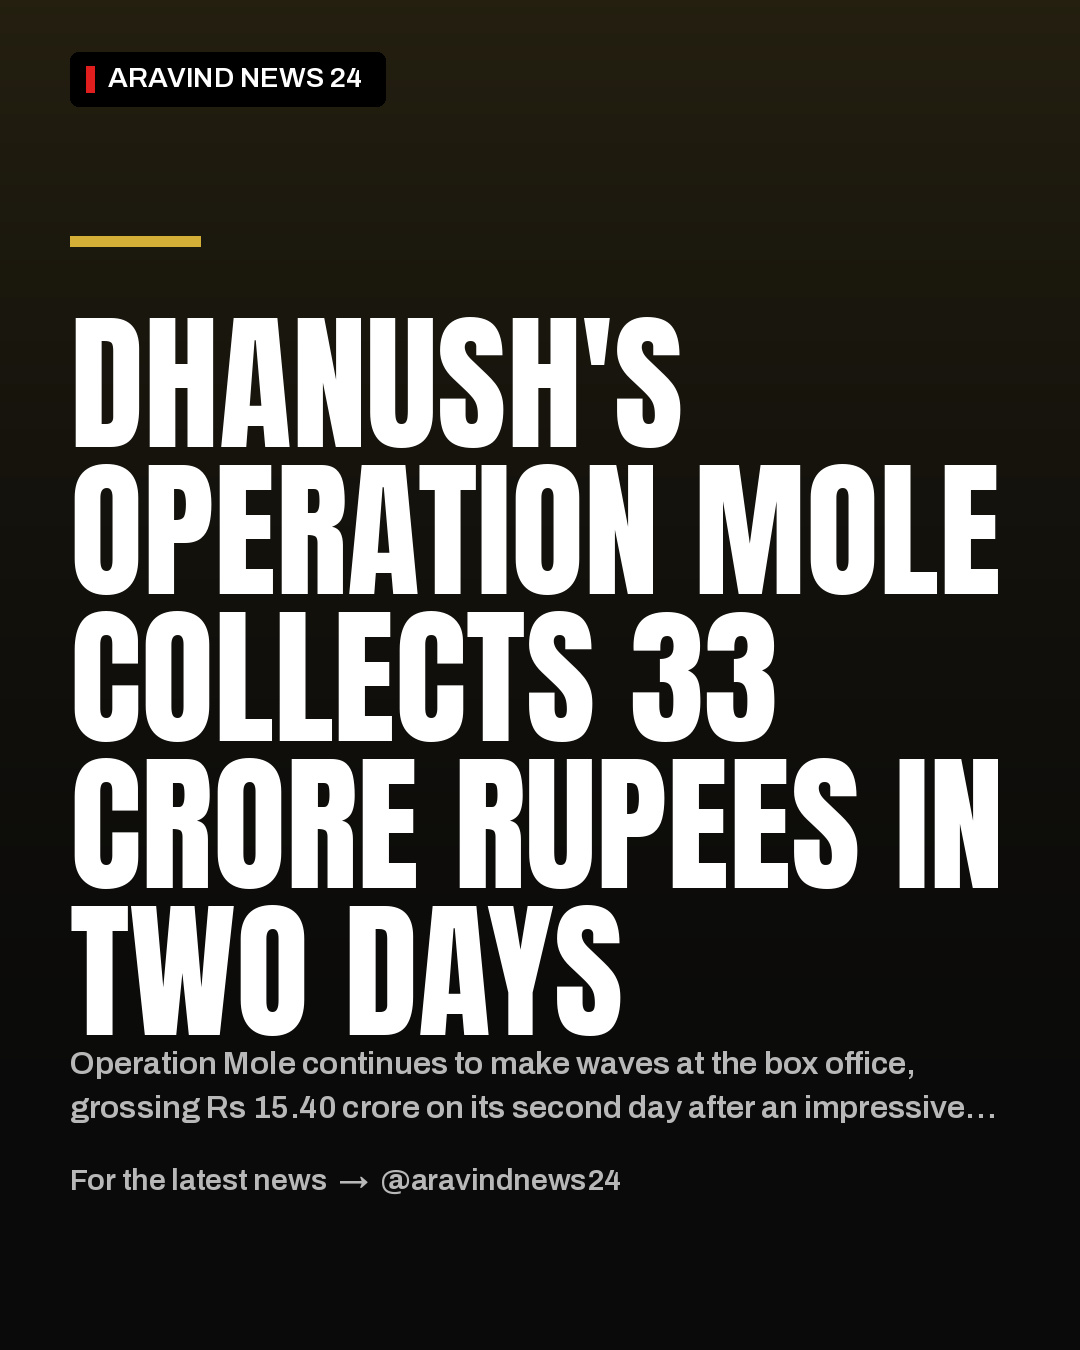 ARAVIND NEWS 24
DHANUSH'S
OPERATION MOLE
COLLECTS 33
CRORE RUPEES IN
TWO DAYS
Operation Mole continues to make waves at the box office,
grossing Rs 15.40 crore on its second day after an impressive...
For the latest news → @aravindnews24